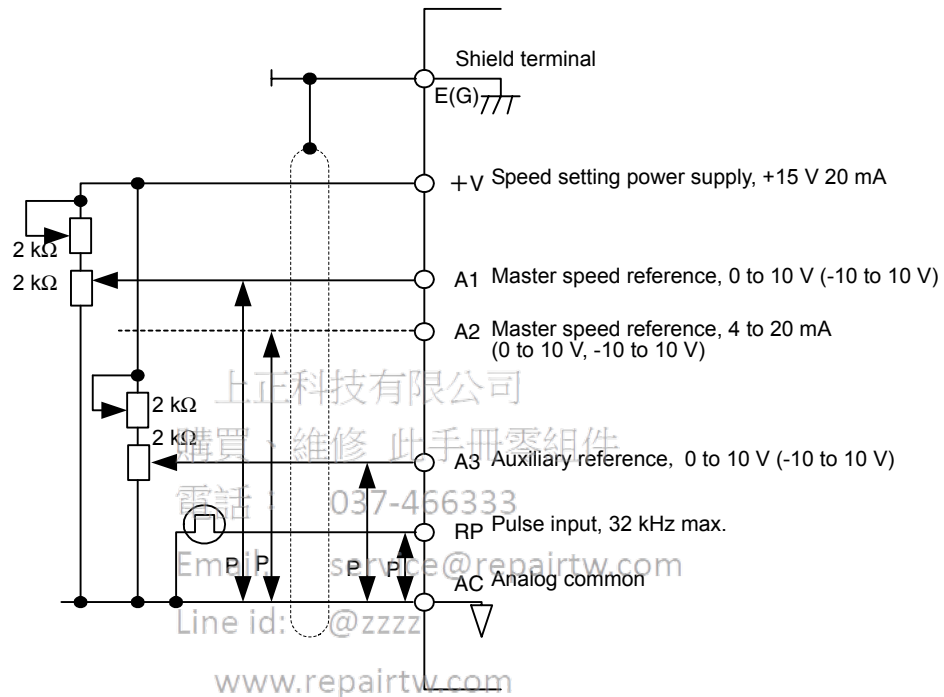 Shield terminal
E(G)
+V Speed setting power supply, +15 V 20 mA
2 kΩ
2 kΩ
A1 Master speed reference, 0 to 10 V (-10 to 10 V)
A2 Master speed reference, 4 to 20 mA
(0 to 10 V, -10 to 10 V)
上正科技有限公司
2 kΩ
2 kΩ
購買、維修 此手冊零組件
A3 Auxiliary reference, 0 to 10 V (-10 to 10 V)
電話: 037-466333
RP Pulse input, 32 kHz max.
P P P P
Email: service@repairtw.com
AC Analog common
Line id: @zzzz
www.repairtw.com